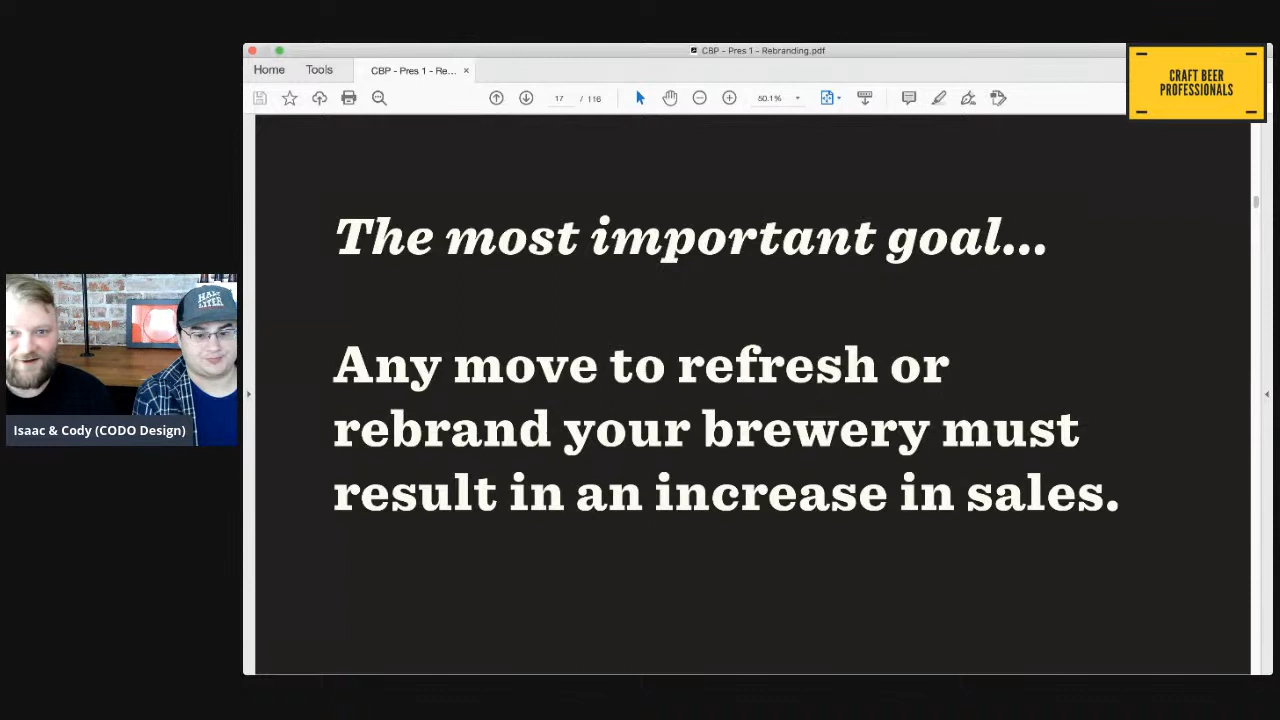 CBP - Pres 1 - Rebranding.pdf
Home
Tools
CBP - Pres 1 - Re...
CRAFT BEER
PROFESSIONALS
17 / 116
50.1%
The most important goal...
Any move to refresh or
rebrand your brewery must
result in an increase in sales.
HALF
LITER
Isaac & Cody (CODO Design)